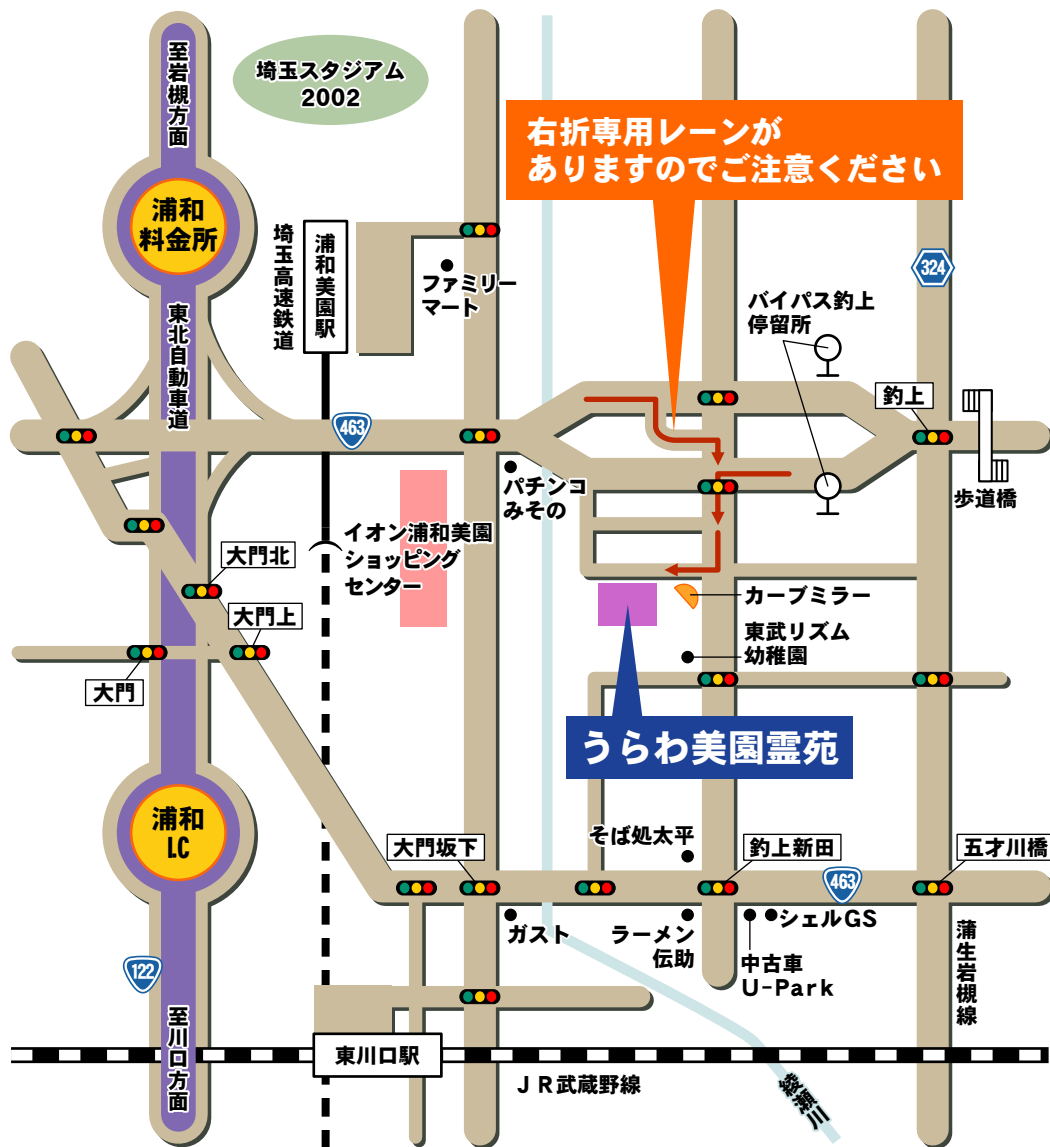 至岩槻方面
埼玉スタジアム
2002
右折専用レーンが
ありますのでご注意ください
浦和
料金所
埼玉高速鉄道
浦和美園駅
ファミリー
マート
324
バイパス釣上
停留所
東北自動車道
463
釣上
パチンコ
みその
歩道橋
イオン浦和美園
ショッピング
センター
大門北
大門上
大門
カーブミラー
東武リズム
幼稚園
うらわ美園霊苑
浦和
LC
大門坂下
そば処太平
釣上新田
463
五才川橋
ガスト
ラーメン
伝助
シェルGS
中古車
U-Park
蒲生岩槻線
122
至川口方面
東川口駅
JR武蔵野線
綾瀬川